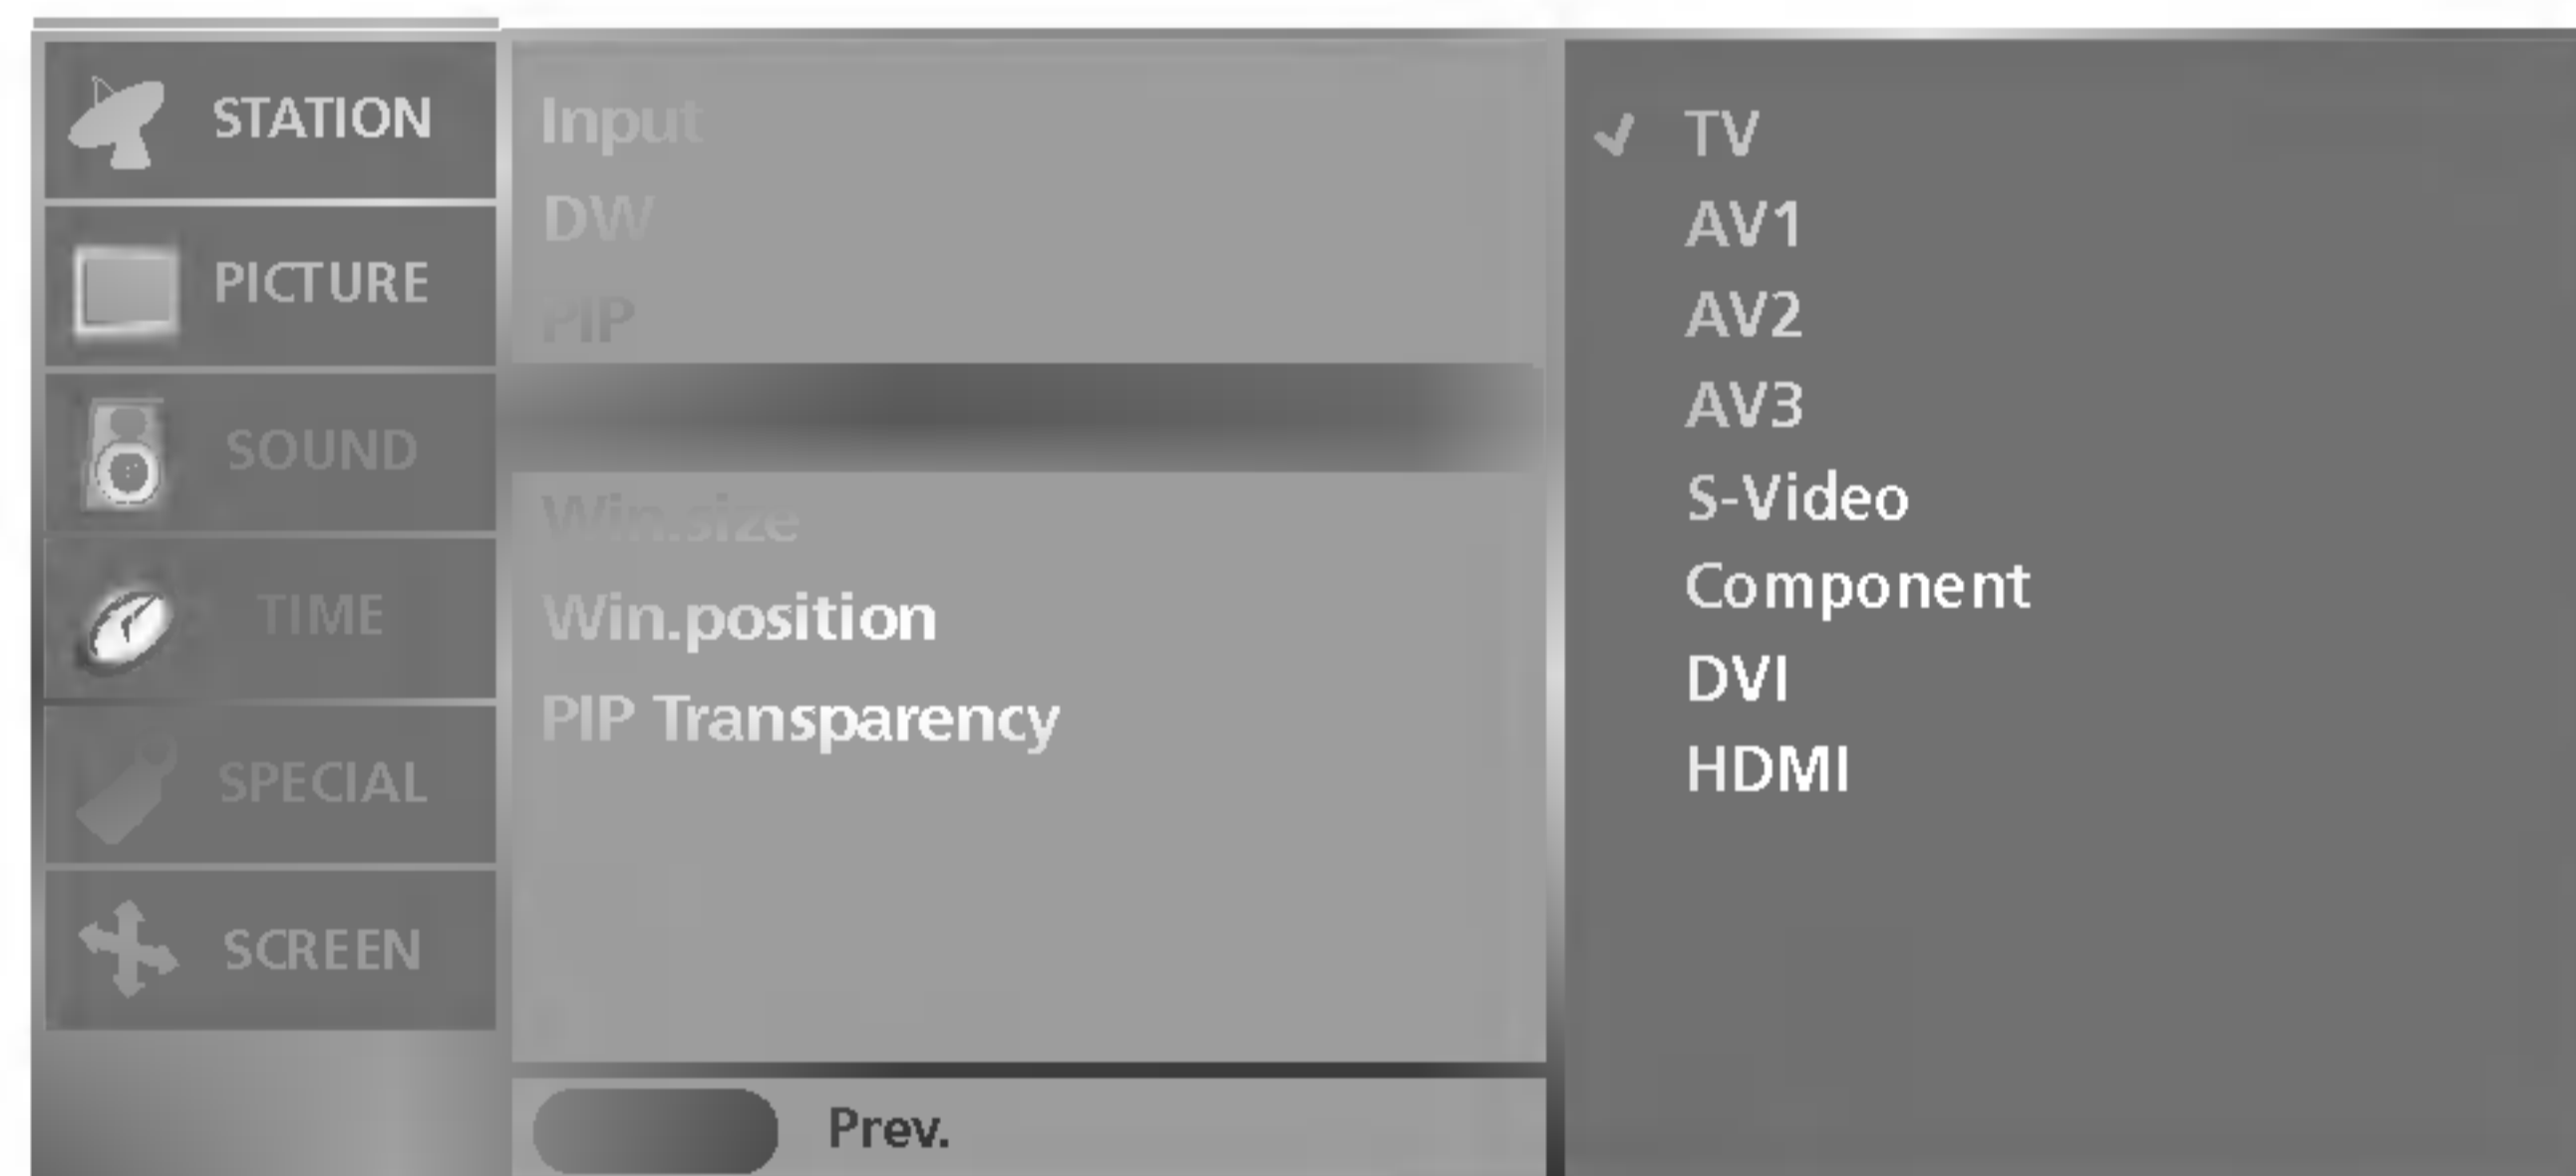 STATION
PICTURE
SOUND
TIME
SPECIAL
SCREEN
Input
DW
PIP
Win.size
Win.position
PIP Transparency
Prev.
TV
AV1
AV2
AV3
S-Video
Component
DVI
HDMI